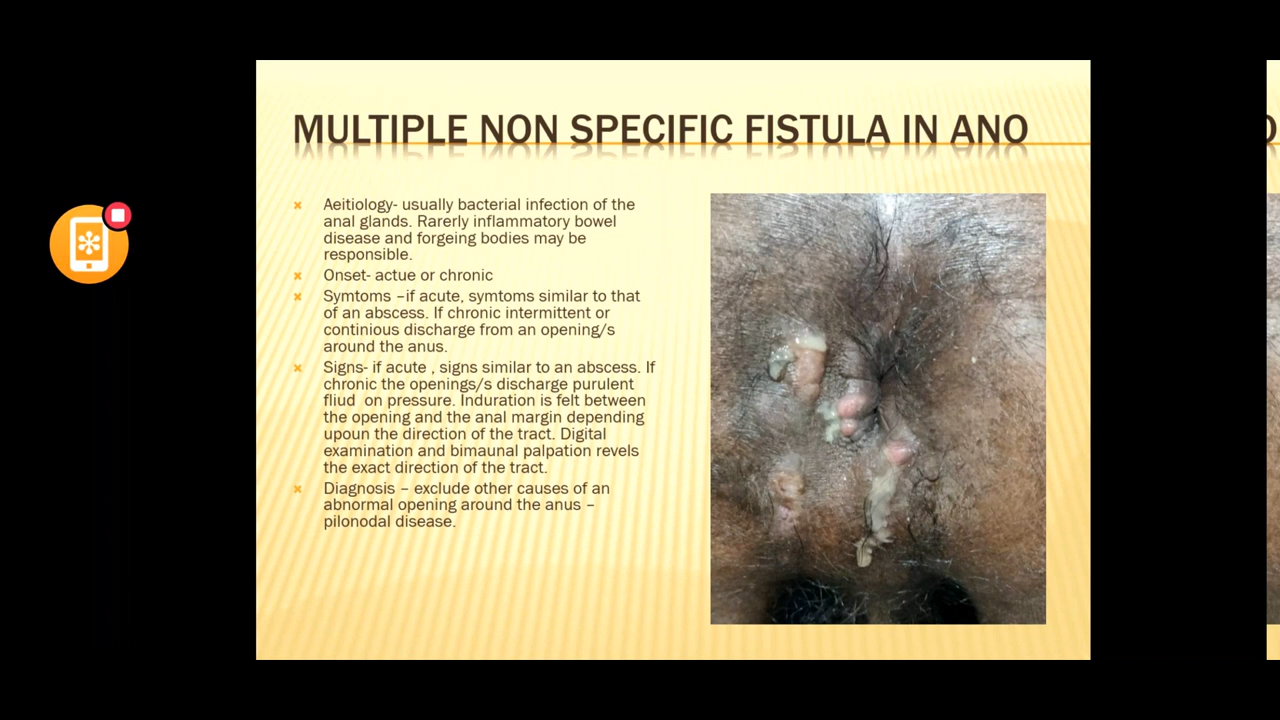 MULTIPLE NON SPECIFIC FISTULA IN ANO
Aeitiology- usually bacterial infection of the
anal glands. Rarerly inflammatory bowel
disease and forgeing bodies may be
responsible.
Onset- actue or chronic
Symtoms –if acute, symtoms similar to that
of an abscess. If chronic intermittent or
continious discharge from an opening/s
around the anus.
Signs- if acute , signs similar to an abscess. If
chronic the openings/s discharge purulent
fliud on pressure. Induration is felt between
the opening and the anal margin depending
upoun the direction of the tract. Digital
examination and bimaunal palpation revels
the exact direction of the tract.
Diagnosis – exclude other causes of an
abnormal opening around the anus –
pilonodal disease.